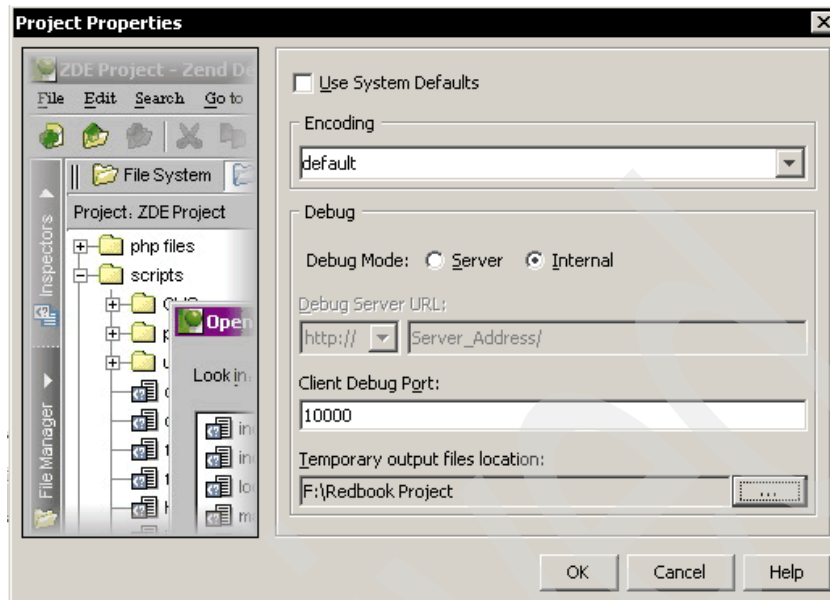 Project Properties
ZDE Project - Zend De
File Edit Search Go to
File System
Project: ZDE Project
php files
scripts
Inspectors
File Manager
Open
Look in:
Use System Defaults
Encoding
default
Debug
Debug Mode: Server Internal
Debug Server URL:
http:// Server_Address/
Client Debug Port:
10000
Temporary output files location:
F:\Redbook Project
...
OK Cancel Help